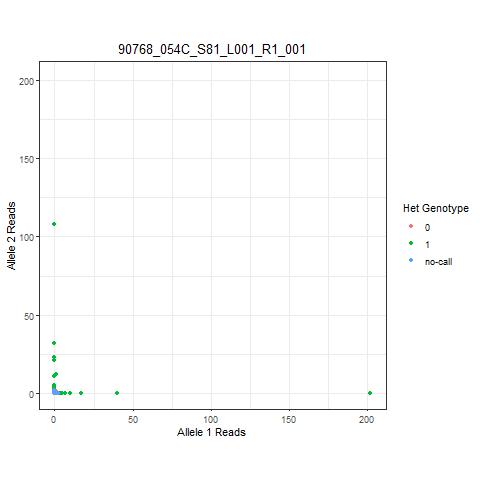 90768_054C_S81_L001_R1_001
200
150
100
50
0
Allele 2 Reads
0 50 100 150 200
Allele 1 Reads
Het Genotype
0
1
no-call